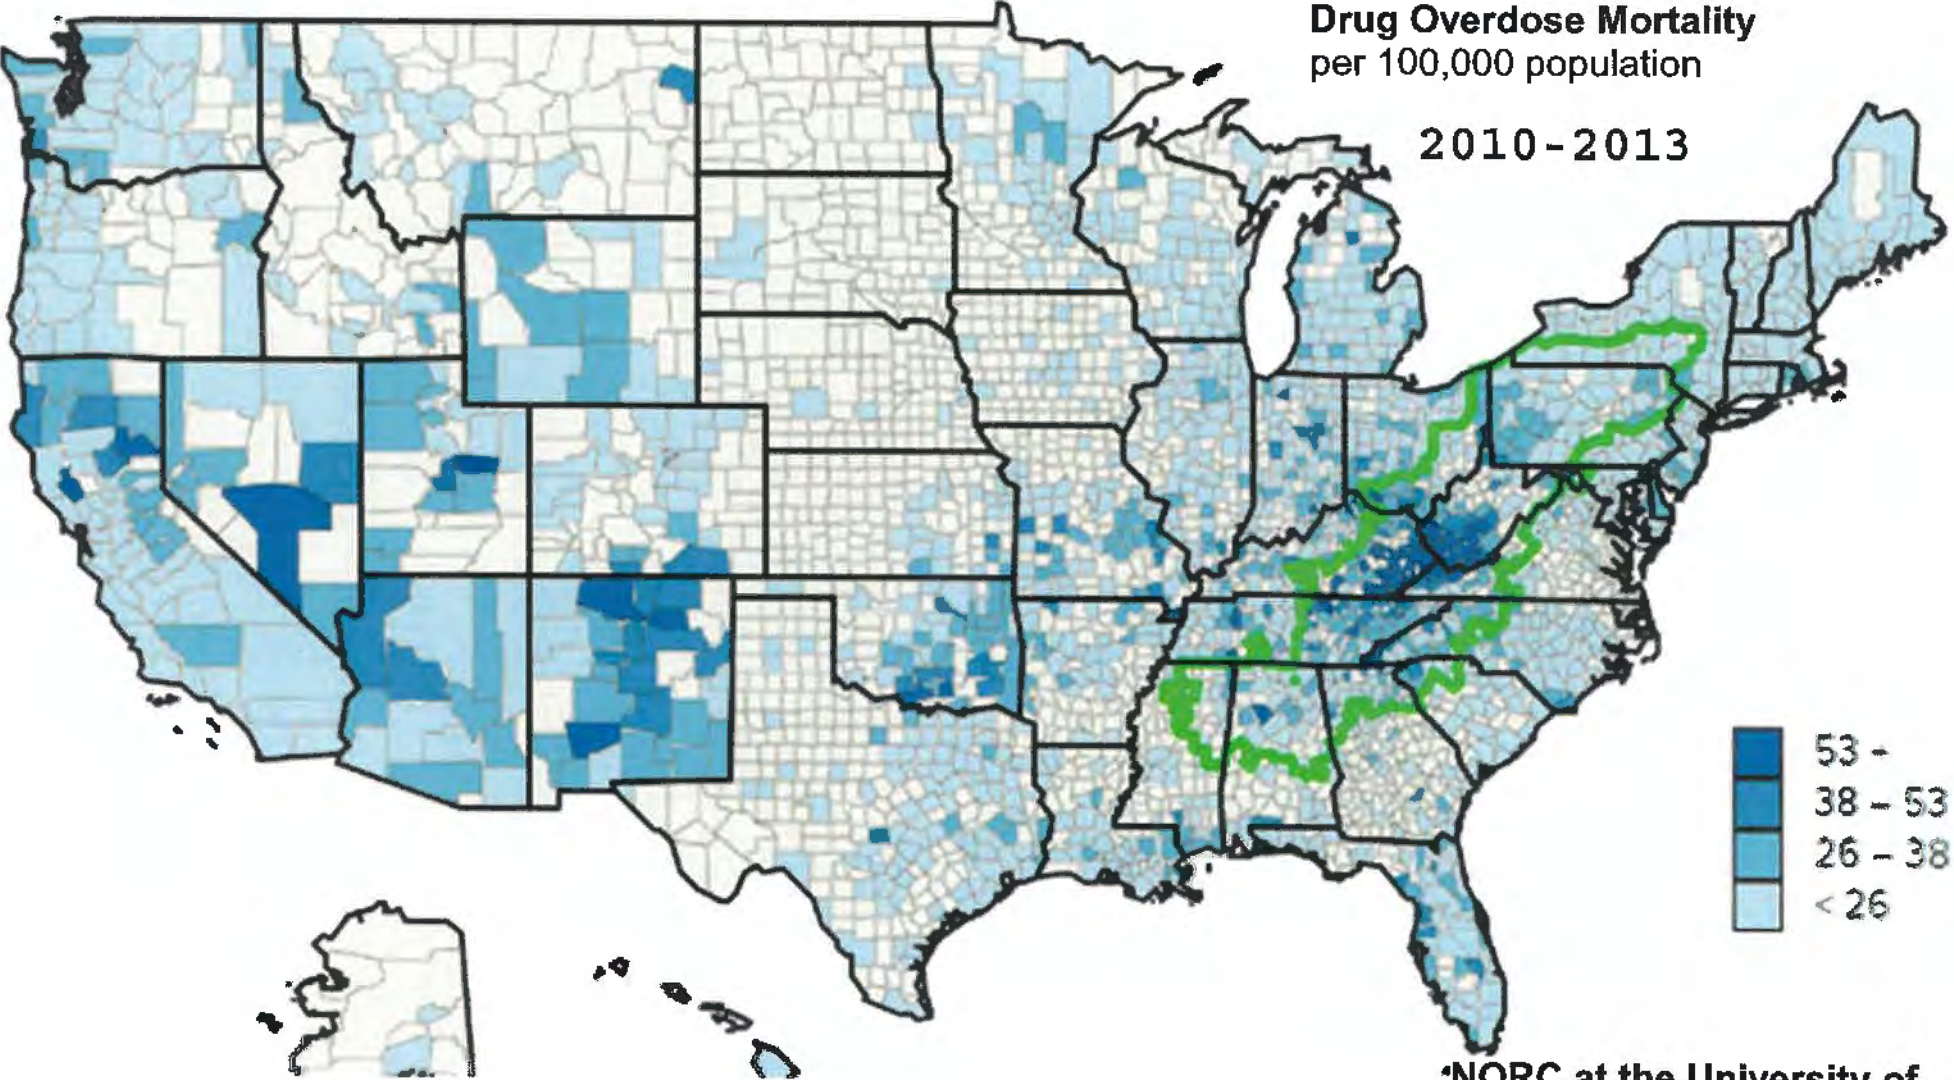 Drug Overdose Mortality
per 100,000 population
2010-2013
53 -
38 - 53
26 - 38
< 26
*NORC at the University of